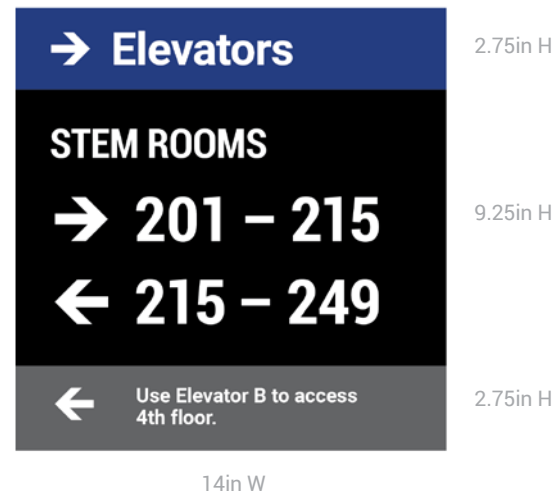 → Elevators
2.75in H
STEM ROOMS
→ 201 – 215
9.25in H
← 215 – 249
← Use Elevator B to access
4th floor.
2.75in H
14in W